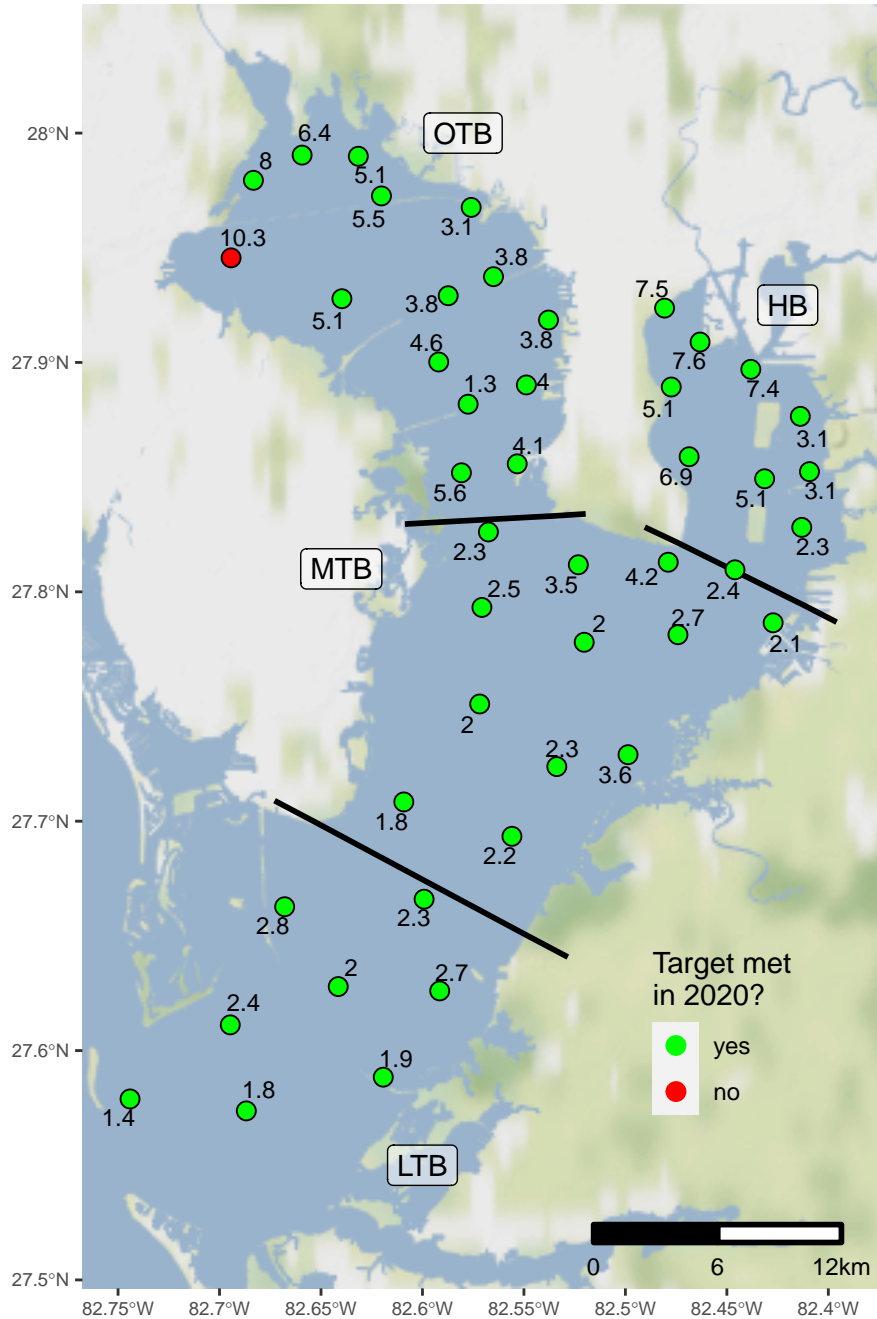 28°N
27.9°N
27.8°N
27.7°N
27.6°N
27.5°N
OTB
6.4
8
5.1
5.5
3.1
10.3
3.8
3.8
5.1
3.8
4.6
4
1.3
4.1
5.6
7.5
HB
7.6
7.4
5.1
3.1
6.9
5.1
3.1
2.3
MTB
2.3
3.5
4.2
2.4
2.5
2
2.7
2.1
2
2.3
3.6
1.8
2.2
2.8
2.3
2
2.7
2.4
1.9
1.4
1.8
LTB
Target met
in 2020?
yes
no
0 6 12km
82.75°W 82.7°W 82.65°W 82.6°W 82.55°W 82.5°W 82.45°W 82.4°W